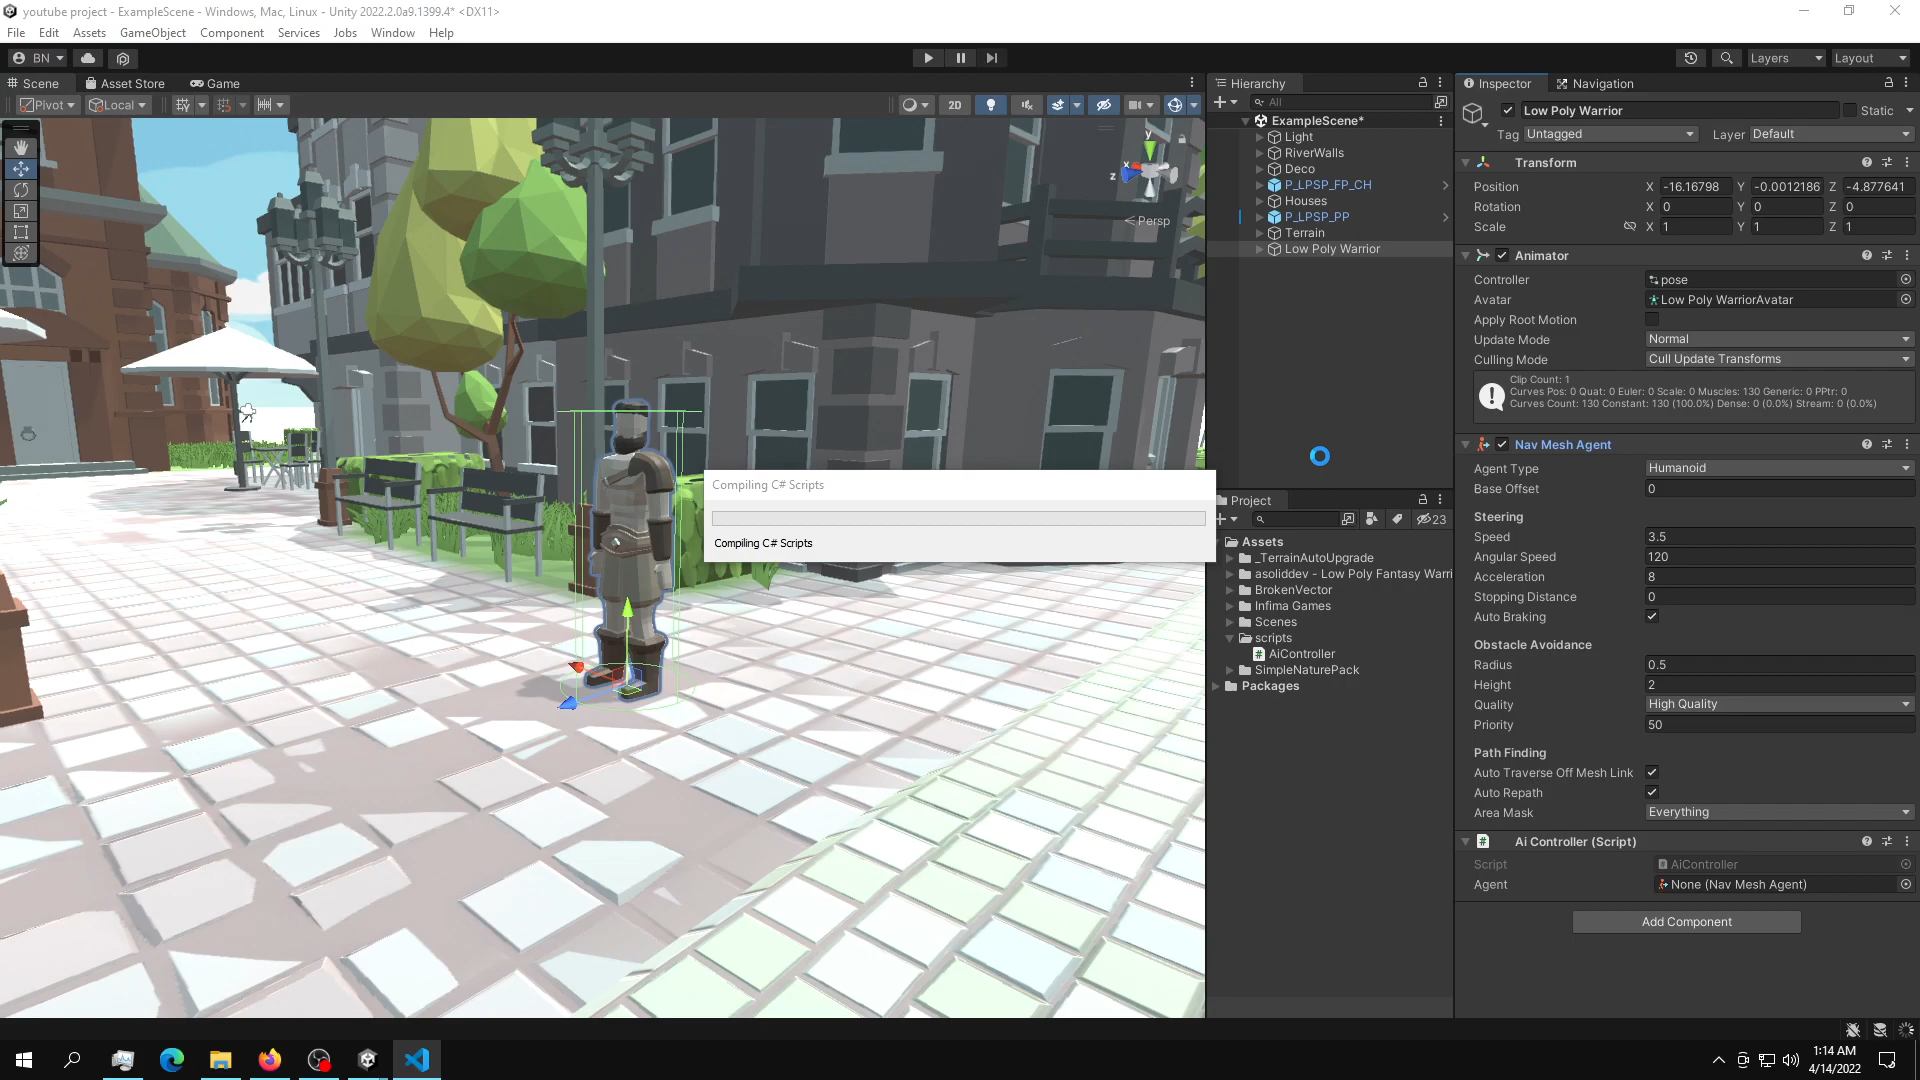 youtube project - ExampleScene - Windows, Mac, Linux - Unity 2022.2.0a9.1399.4* <DX11>
File Edit Assets GameObject Component Services Jobs Window Help
BN
Layers Layout
Scene Asset Store Game
Pivot Local
2D
y
x
z
Persp
Hierarchy
All
ExampleScene*
Light
RiverWalls
Deco
P_LPSP_FP_CH
Houses
P_LPSP_PP
Terrain
Low Poly Warrior
Compiling C# Scripts
Compiling C# Scripts
Project
23
Assets
_TerrainAutoUpgrade
asoliddev - Low Poly Fantasy Warri
BrokenVector
Infima Games
Scenes
scripts
AiController
SimpleNaturePack
Packages
Inspector Navigation
Low Poly Warrior Static
Tag Untagged Layer Default
Transform
Position X -16.16798 Y -0.0012186 Z -4.877641
Rotation X 0 Y 0 Z 0
Scale X 1 Y 1 Z 1
Animator
Controller pose
Avatar Low Poly WarriorAvatar
Apply Root Motion
Update Mode Normal
Culling Mode Cull Update Transforms
Clip Count: 1
Curves Pos: 0 Quat: 0 Euler: 0 Scale: 0 Muscles: 130 Generic: 0 PPtr: 0
Curves Count: 130 Constant: 130 (100.0%) Dense: 0 (0.0%) Stream: 0 (0.0%)
Nav Mesh Agent
Agent Type Humanoid
Base Offset 0
Steering
Speed 3.5
Angular Speed 120
Acceleration 8
Stopping Distance 0
Auto Braking
Obstacle Avoidance
Radius 0.5
Height 2
Quality High Quality
Priority 50
Path Finding
Auto Traverse Off Mesh Link
Auto Repath
Area Mask Everything
Ai Controller (Script)
Script AiController
Agent None (Nav Mesh Agent)
Add Component
1:14 AM
4/14/2022